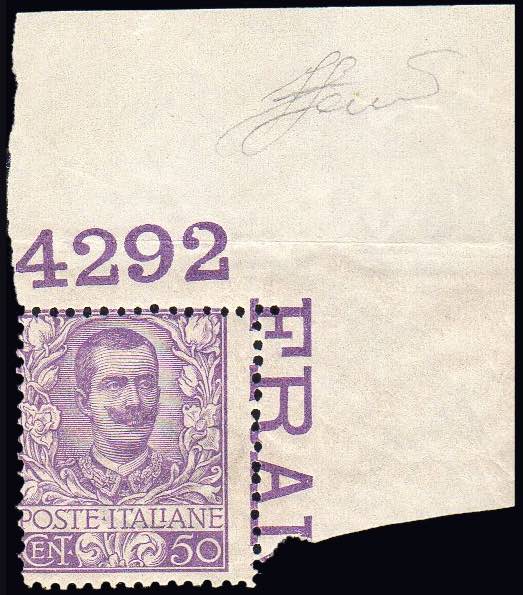 4292
FRA
POSTE·ITALIANE
CENT. 50